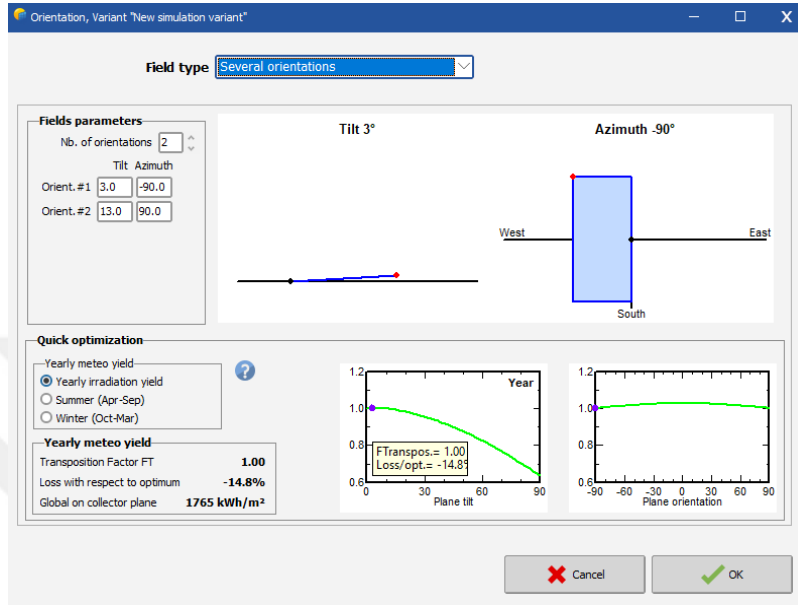 Orientation, Variant "New simulation variant"
Field type Several orientations
Fields parameters
Nb. of orientations 2
Tilt Azimuth
Orient.#1 3.0 -90.0
Orient.#2 13.0 90.0
Tilt 3°
Azimuth -90°
West East
South
Quick optimization
Yearly meteo yield
Yearly irradiation yield
Summer (Apr-Sep)
Winter (Oct-Mar)
?
Yearly meteo yield
Transposition Factor FT 1.00
Loss with respect to optimum -14.8%
Global on collector plane 1765 kWh/m²
1.2
1.0
0.8
0.6
Year
FTranspos.= 1.00
Loss/opt.= -14.8%
0 30 60 90
Plane tilt
1.2
1.0
0.8
0.6
-90 -60 -30 0 30 60 90
Plane orientation
Cancel
OK